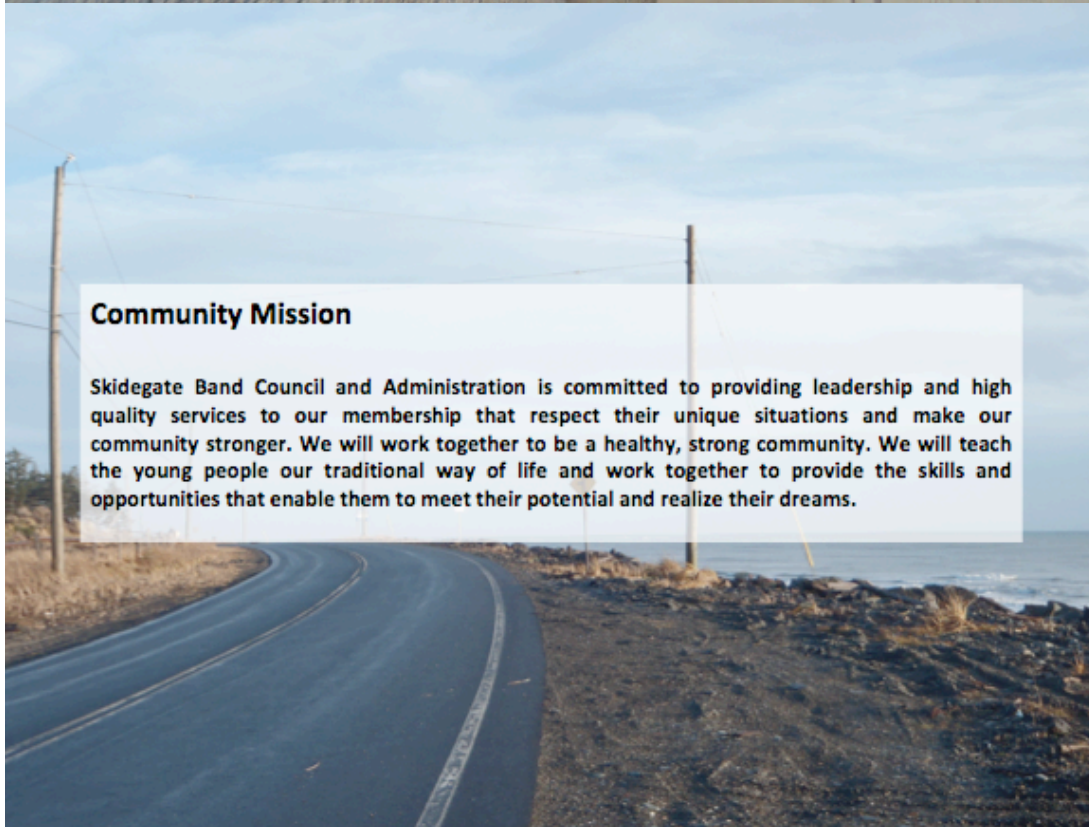 Community Mission
Skidegate Band Council and Administration is committed to providing leadership and high
quality services to our membership that respect their unique situations and make our
community stronger. We will work together to be a healthy, strong community. We will teach
the young people our traditional way of life and work together to provide the skills and
opportunities that enable them to meet their potential and realize their dreams.